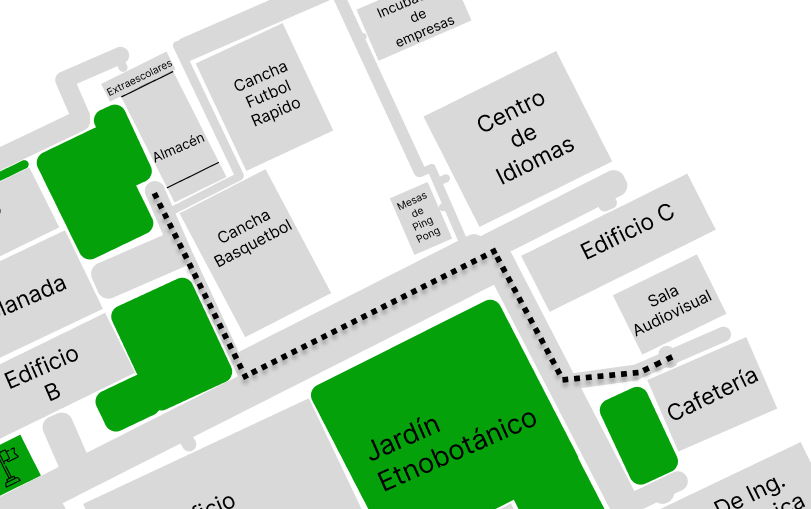 Incuba
de
empresas
Extraescolares
Cancha
Futbol
Rapido
Centro
de
Idiomas
Almacén
Mesas
de
Ping
Pong
Cancha
Basquetbol
Edificio C
lanada
Sala
Audiovisual
Edificio
B
Cafetería
Jardín
Etnobotánico
ficio
De Ing.
ica